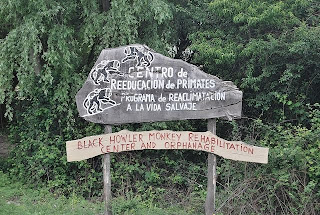 CENTRO de
REEDUCACIÓN de PRIMATES
PROGRAMA de REACLIMATACIÓN
A LA VIDA SALVAJE
BLACK HOWLER MONKEY REHABILITATION
CENTER AND ORPHANAGE